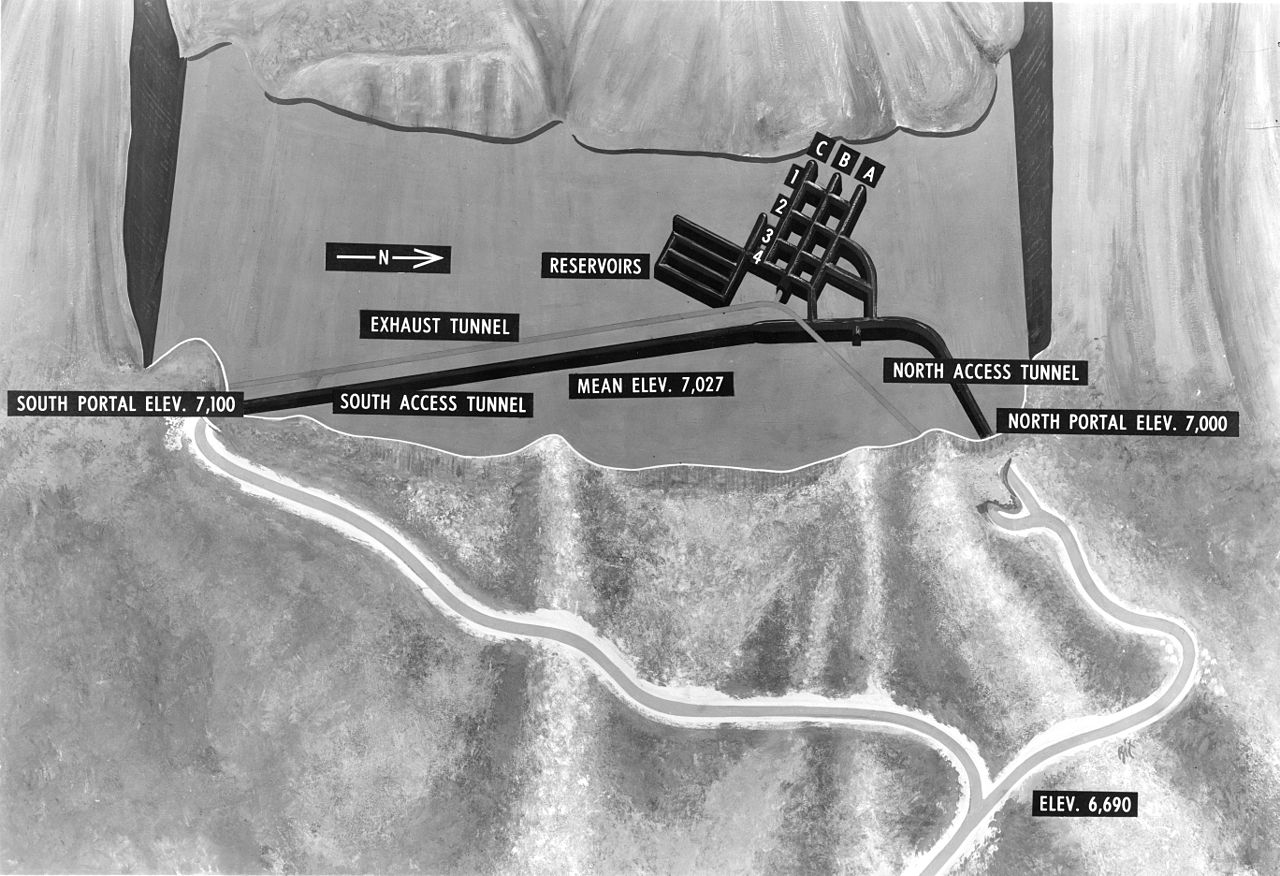 C B A
1
2
3
4
N
RESERVOIRS
EXHAUST TUNNEL
NORTH ACCESS TUNNEL
MEAN ELEV. 7,027
SOUTH PORTAL ELEV. 7,100
SOUTH ACCESS TUNNEL
NORTH PORTAL ELEV. 7,000
ELEV. 6,690